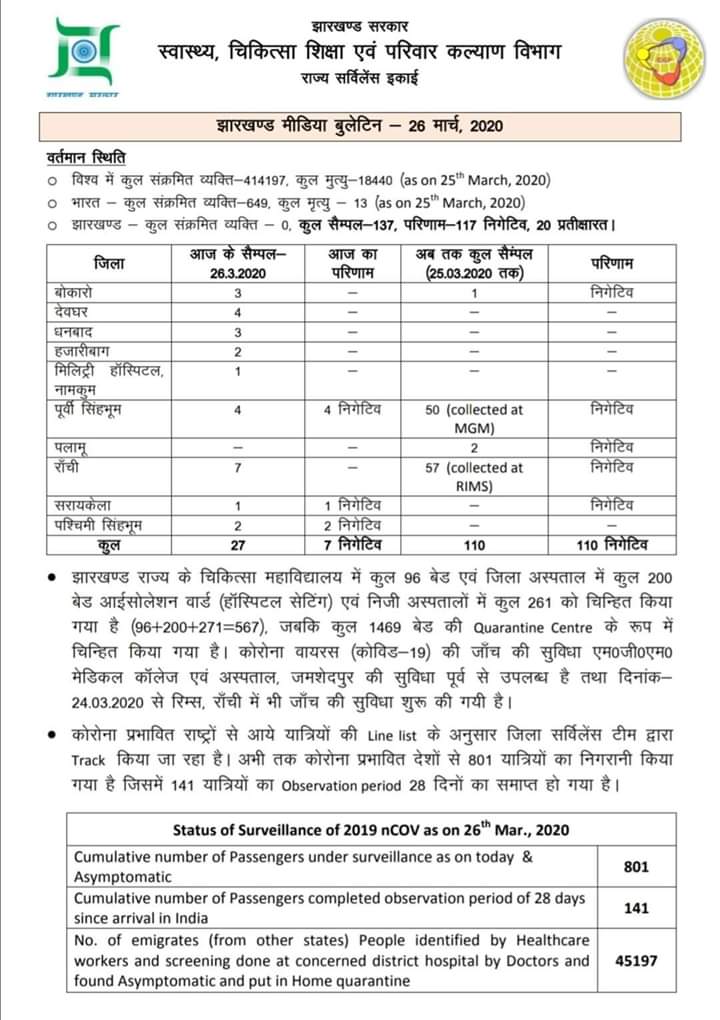 झारखण्ड सरकार
स्वास्थ्य, चिकित्सा शिक्षा एवं परिवार कल्याण विभाग
राज्य सर्विलेंस इकाई
झारखण्ड मीडिया बुलेटिन – 26 मार्च, 2020
वर्तमान स्थिति
o विश्व में कुल संक्रमित व्यक्ति–414197, कुल मुत्यु–18440 (as on 25th March, 2020)
o भारत – कुल संक्रमित व्यक्ति–649, कुल मृत्यु – 13 (as on 25th March, 2020)
o झारखण्ड – कुल संक्रमित व्यक्ति – 0, कुल सैम्पल–137, परिणाम–117 निगेटिव, 20 प्रतीक्षारत।
जिला आज के सैम्पल– आज का अब तक कुल सैंम्पल परिणाम
26.3.2020 परिणाम (25.03.2020 तक)
बोकारो 3 – – 1 निगेटिव
देवघर 4 – – –
धनबाद 3 – – –
हजारीबाग 2 – – –
मिलिट्री हॉस्पिटल, 1 – – –
नामकुम
पूर्वी सिंहभूम 4 4 निगेटिव 50 (collected at निगेटिव
MGM)
पलामू – – 2 निगेटिव
राँची 7 – 57 (collected at निगेटिव
RIMS)
सरायकेला 1 1 निगेटिव – निगेटिव
पश्चिमी सिंहभूम 2 2 निगेटिव – –
कुल 27 7 निगेटिव 110 110 निगेटिव
• झारखण्ड राज्य के चिकित्सा महाविद्यालय में कुल 96 बेड एवं जिला अस्पताल में कुल 200
बेड आईसोलेशन वार्ड (हॉस्पिटल सेटिंग) एवं निजी अस्पतालों में कुल 261 को चिन्हित किया
गया है (96+200+271=567), जबकि कुल 1469 बेड की Quarantine Centre के रूप में
चिन्हित किया गया है। कोरोना वायरस (कोविड–19) की जाँच की सुविधा एम0जी0एम0
मेडिकल कॉलेज एवं अस्पताल, जमशेदपुर की सुविधा पूर्व से उपलब्ध है तथा दिनांक–
24.03.2020 से रिम्स, राँची में भी जाँच की सुविधा शुरू की गयी है।
• कोरोना प्रभावित राष्ट्रों से आये यात्रियों की Line list के अनुसार जिला सर्विलेंस टीम द्वारा
Track किया जा रहा है। अभी तक कोरोना प्रभावित देशों से 801 यात्रियों का निगरानी किया
गया है जिसमें 141 यात्रियों का Observation period 28 दिनों का समाप्त हो गया है।
Status of Surveillance of 2019 nCOV as on 26th Mar., 2020
Cumulative number of Passengers under surveillance as on today & 801
Asymptomatic
Cumulative number of Passengers completed observation period of 28 days 141
since arrival in India
No. of emigrates (from other states) People identified by Healthcare
workers and screening done at concerned district hospital by Doctors and 45197
found Asymptomatic and put in Home quarantine